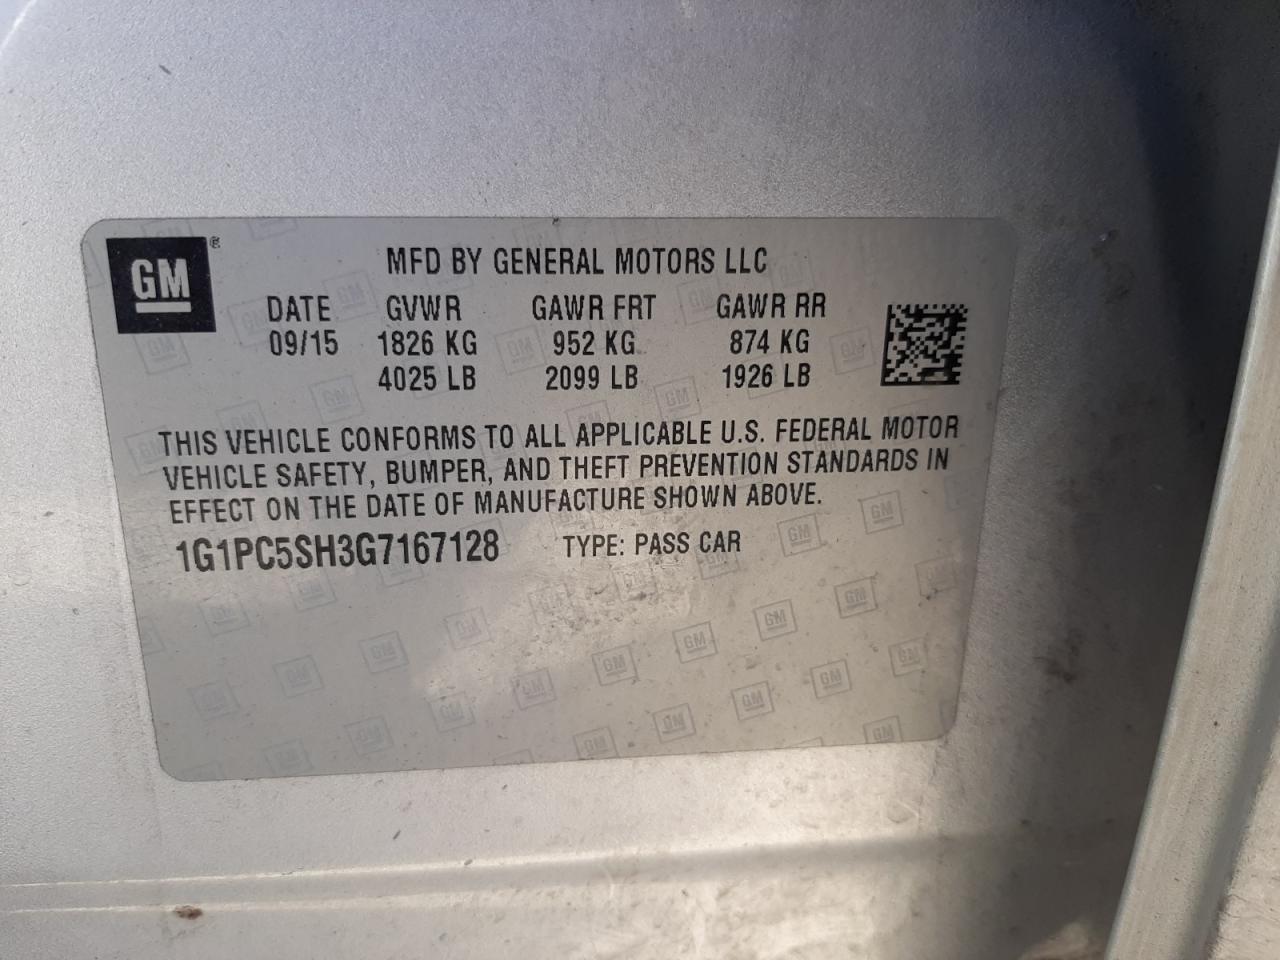 GM ®
MFD BY GENERAL MOTORS LLC
DATE GVWR GAWR FRT GAWR RR
09/15 1826 KG 952 KG 874 KG
4025 LB 2099 LB 1926 LB
THIS VEHICLE CONFORMS TO ALL APPLICABLE U.S. FEDERAL MOTOR
VEHICLE SAFETY, BUMPER, AND THEFT PREVENTION STANDARDS IN
EFFECT ON THE DATE OF MANUFACTURE SHOWN ABOVE.
1G1PC5SH3G7167128 TYPE: PASS CAR